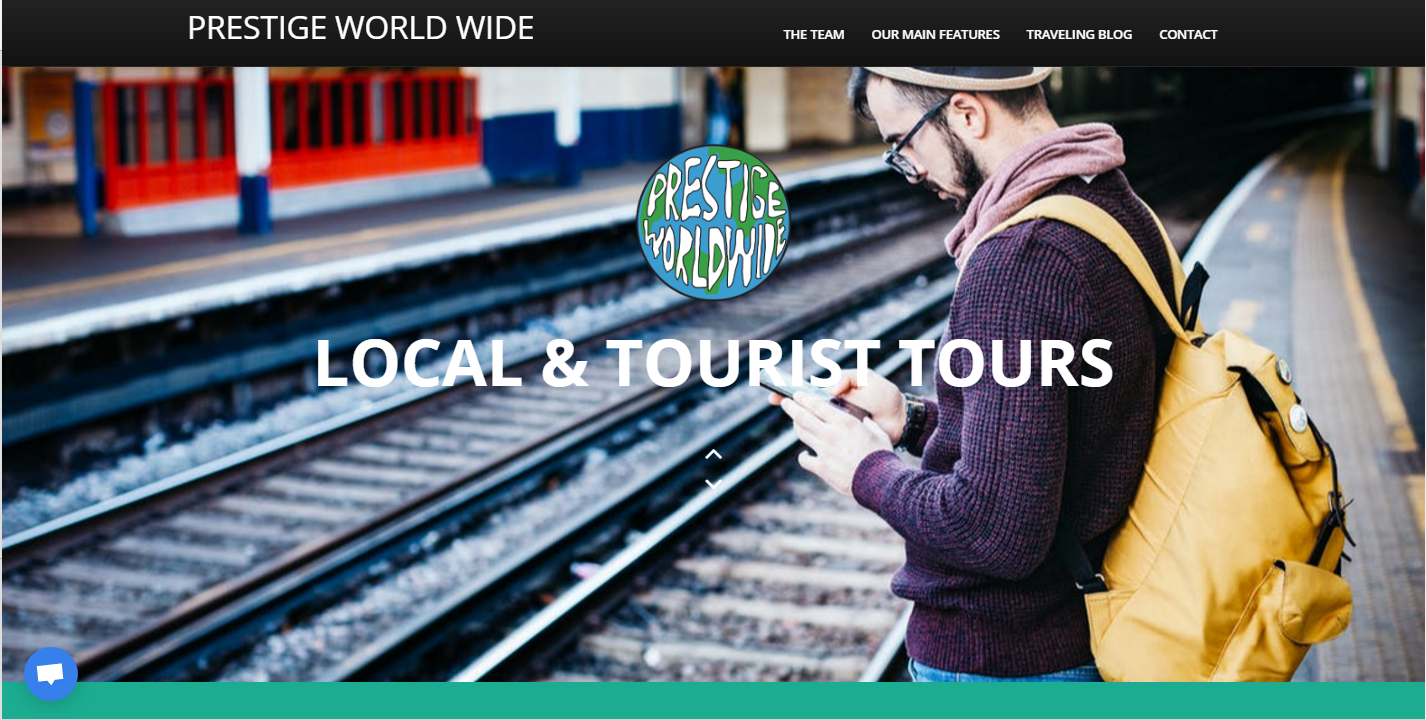 PRESTIGE WORLD WIDE
THE TEAM OUR MAIN FEATURES TRAVELING BLOG CONTACT
PRESTIGE
WORLDWIDE
LOCAL & TOURIST TOURS